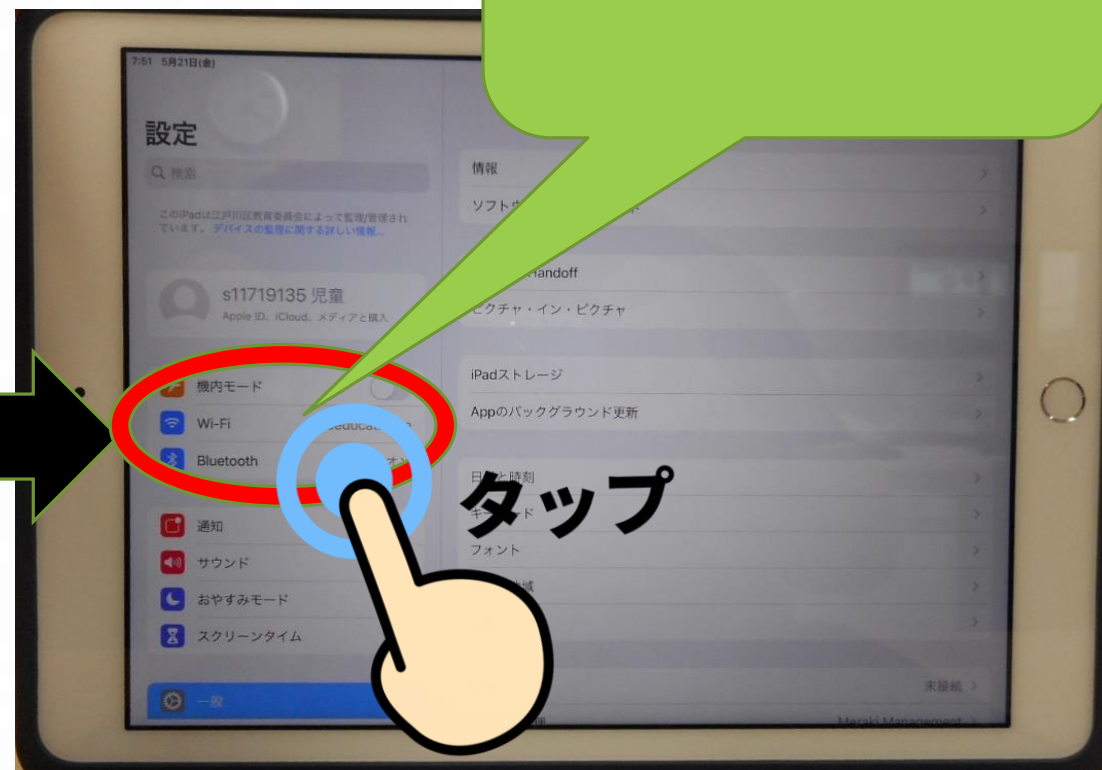 7:51 5月21日(金)
設定
検索
このiPadは江戸川区教育委員会によって監理/管理され
ています。デバイスの監理に関する詳しい情報...
s11719135 児童
Apple ID、iCloud、メディアと購入
機内モード
Wi-Fi
Bluetooth
通知
サウンド
おやすみモード
スクリーンタイム
一般
情報
Handoff
ピクチャ・イン・ピクチャ
iPadストレージ
Appのバックグラウンド更新
タップ
フォント
未接続
Meraki Management